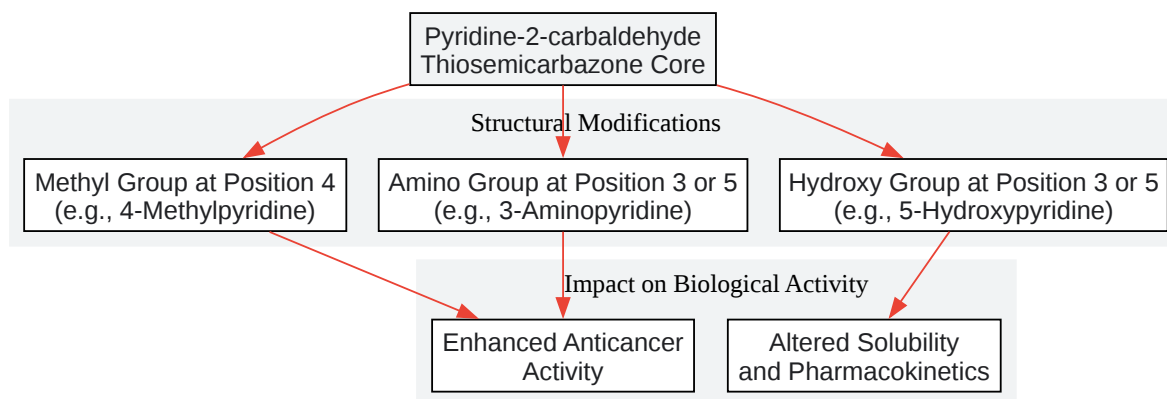 Pyridine-2-carbaldehyde
Thiosemicarbazone Core
Structural Modifications
Methyl Group at Position 4
(e.g., 4-Methylpyridine)
Amino Group at Position 3 or 5
(e.g., 3-Aminopyridine)
Hydroxy Group at Position 3 or 5
(e.g., 5-Hydroxypyridine)
Impact on Biological Activity
Enhanced Anticancer
Activity
Altered Solubility
and Pharmacokinetics